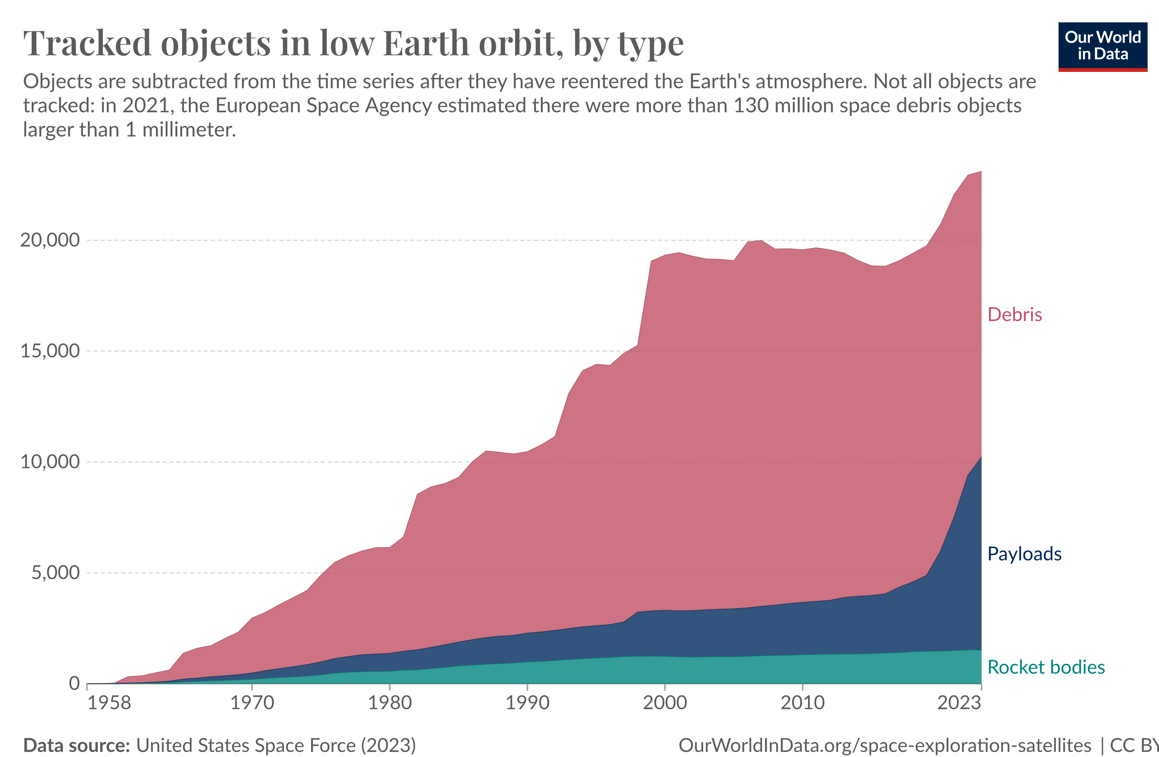 Tracked objects in low Earth orbit, by type
Our World
in Data
Objects are subtracted from the time series after they have reentered the Earth's atmosphere. Not all objects are
tracked: in 2021, the European Space Agency estimated there were more than 130 million space debris objects
larger than 1 millimeter.
20,000
15,000
10,000
5,000
0
Debris
Payloads
Rocket bodies
1958 1970 1980 1990 2000 2010 2023
Data source: United States Space Force (2023)
OurWorldInData.org/space-exploration-satellites | CC BY